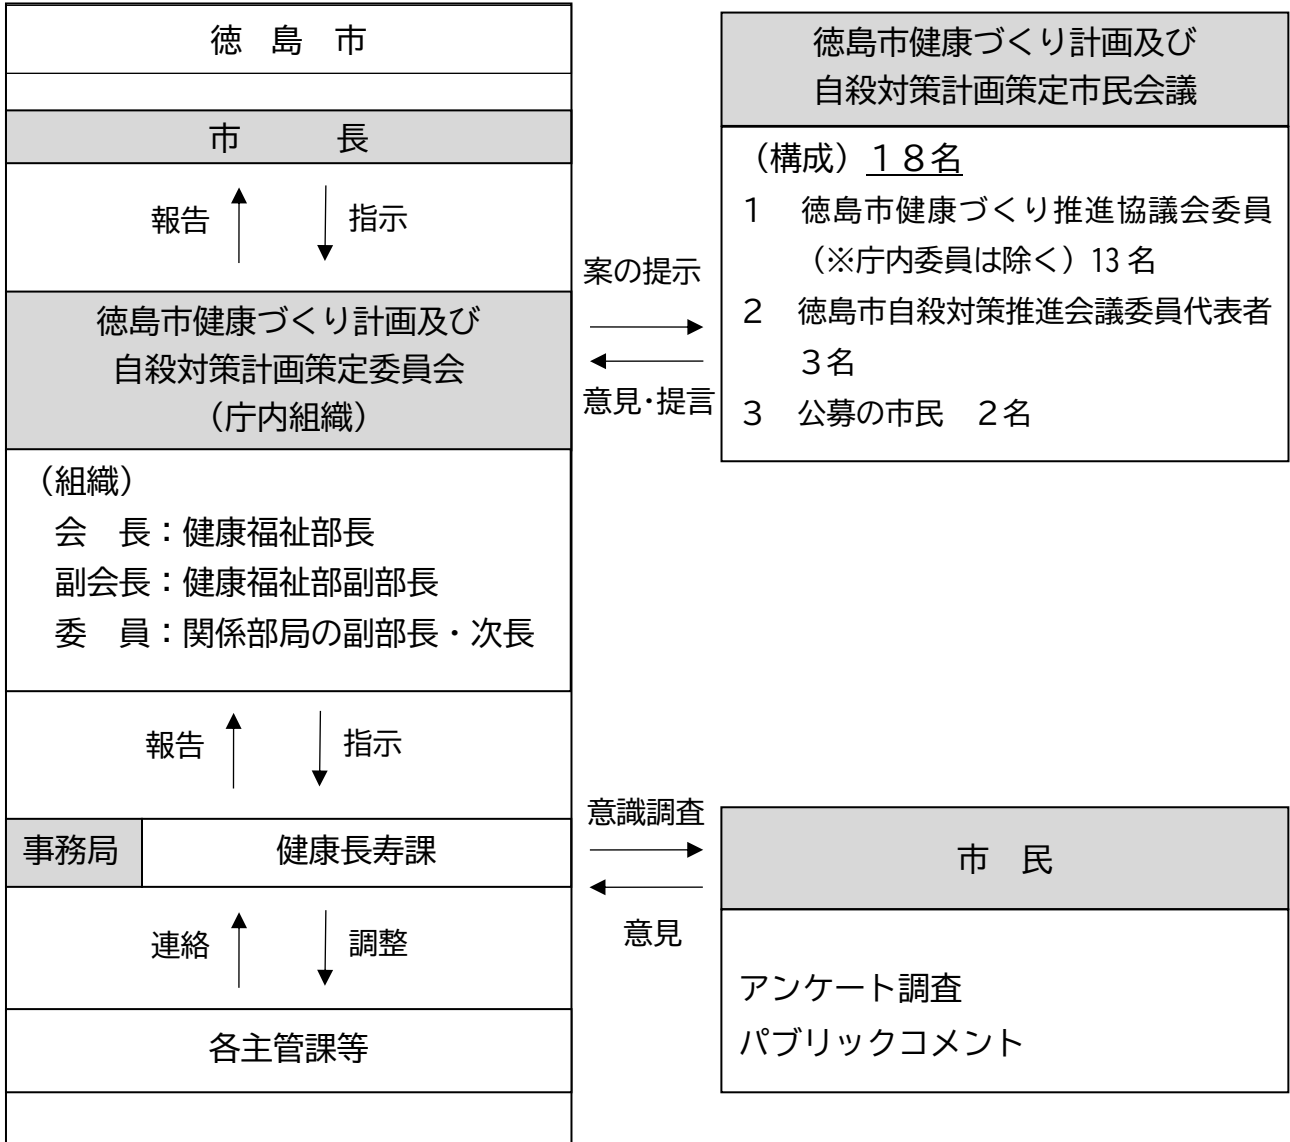 徳　島　市
市　　　長
報告
指示
徳島市健康づくり計画及び
自殺対策計画策定委員会
（庁内組織）
（組織）
会　長：健康福祉部長
副会長：健康福祉部副部長
委　員：関係部局の副部長・次長
報告
指示
事務局
健康長寿課
連絡
調整
各主管課等
案の提示
意見・提言
徳島市健康づくり計画及び
自殺対策計画策定市民会議
（構成）１８名
１　徳島市健康づくり推進協議会委員
（※庁内委員は除く）13 名
２　徳島市自殺対策推進会議委員代表者
３名
３　公募の市民　２名
意識調査
意見
市　民
アンケート調査
パブリックコメント